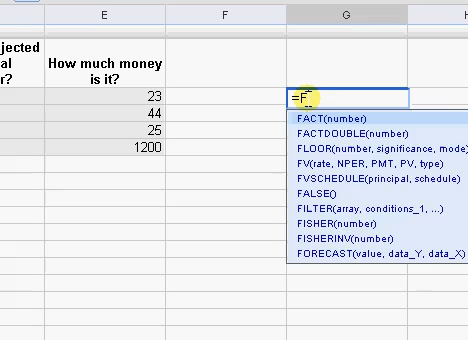 E F G
jected
al
r?
How much money
is it?
23
44
25
1200
=F
FACT(number)
FACTDOUBLE(number)
FLOOR(number, significance, mode)
FV(rate, NPER, PMT, PV, type)
FVSCHEDULE(principal, schedule)
FALSE()
FILTER(array, conditions_1, ...)
FISHER(number)
FISHERINV(number)
FORECAST(value, data_Y, data_X)